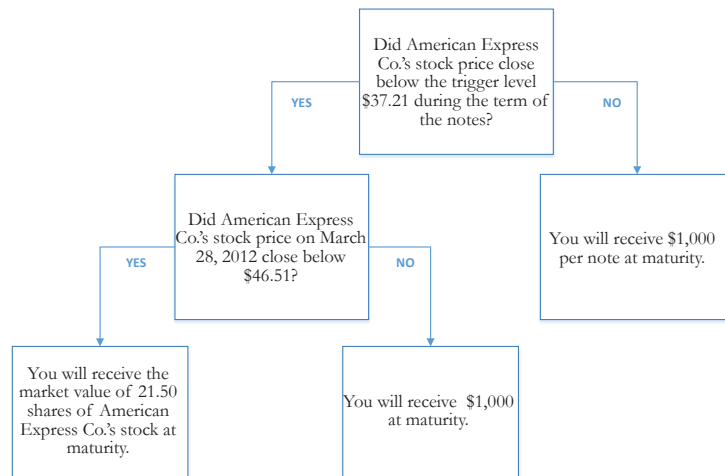 Did American Express
Co.'s stock price close
below the trigger level
$37.21 during the term of
the notes?
YES
NO
Did American Express
Co.'s stock price on March
28, 2012 close below
$46.51?
You will receive $1,000
per note at maturity.
YES
NO
You will receive the
market value of 21.50
shares of American
Express Co.'s stock at
maturity.
You will receive $1,000
at maturity.